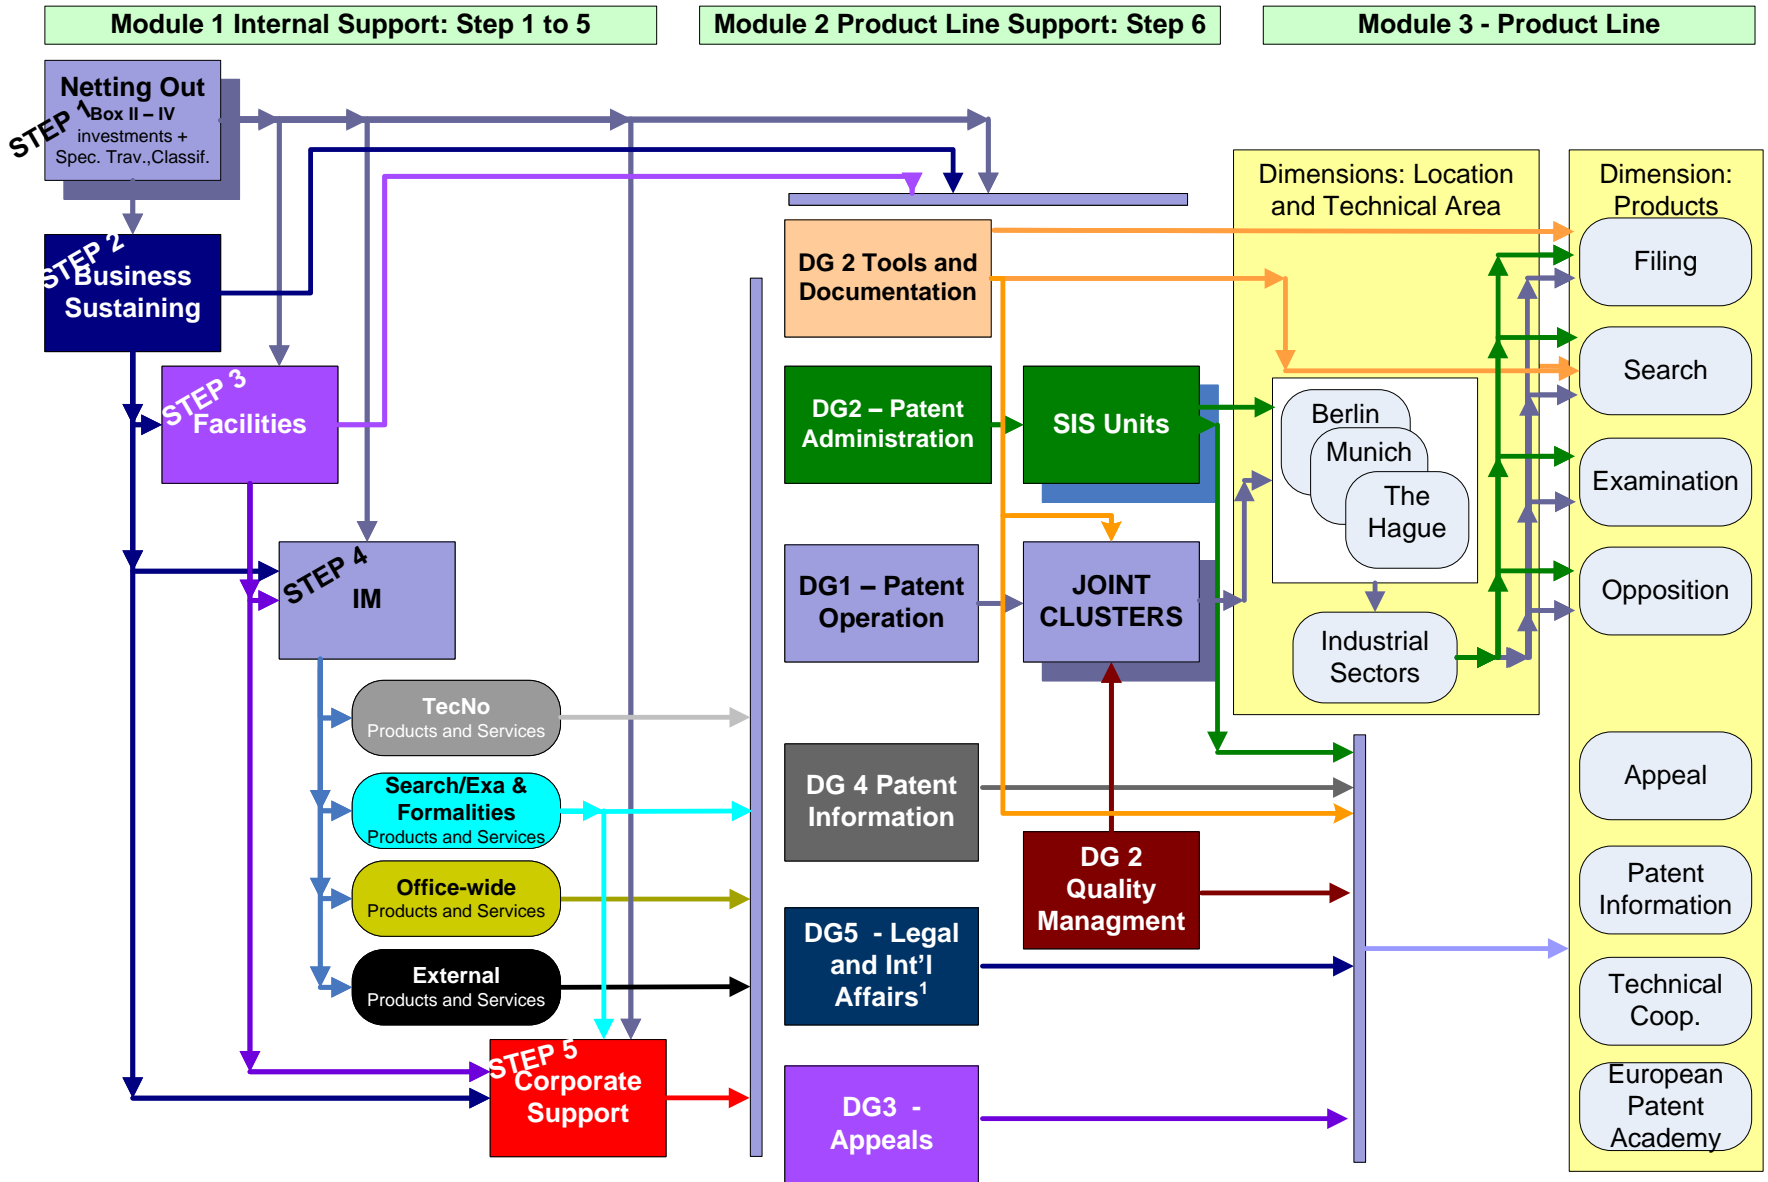 Module 1 Internal Support: Step 1 to 5
Module 2 Product Line Support: Step 6
Module 3 - Product Line
STEP 1
Netting Out
Box II – IV
investments +
Spec. Trav.,Classif.
STEP 2
Business
Sustaining
STEP 3
Facilities
STEP 4
IM
TecNo
Products and Services
Search/Exa &
Formalities
Products and Services
Office-wide
Products and Services
External
Products and Services
STEP 5
Corporate
Support
DG 2 Tools and
Documentation
DG2 – Patent
Administration
SIS Units
DG1 – Patent
Operation
JOINT
CLUSTERS
DG 4 Patent
Information
DG 2
Quality
Managment
DG5 - Legal
and Int'l
Affairs1
DG3 -
Appeals
Dimensions: Location
and Technical Area
Berlin
Munich
The
Hague
Industrial
Sectors
Dimension:
Products
Filing
Search
Examination
Opposition
Appeal
Patent
Information
Technical
Coop.
European
Patent
Academy